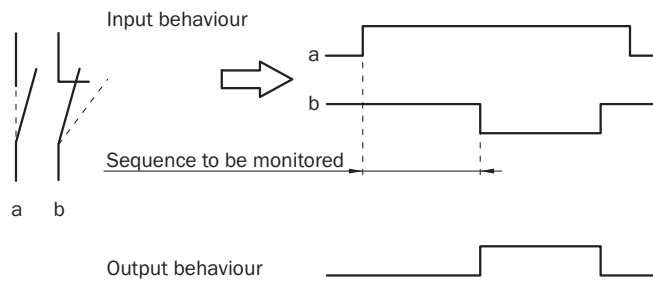 Input behaviour
a
b
Sequence to be monitored
a b
Output behaviour